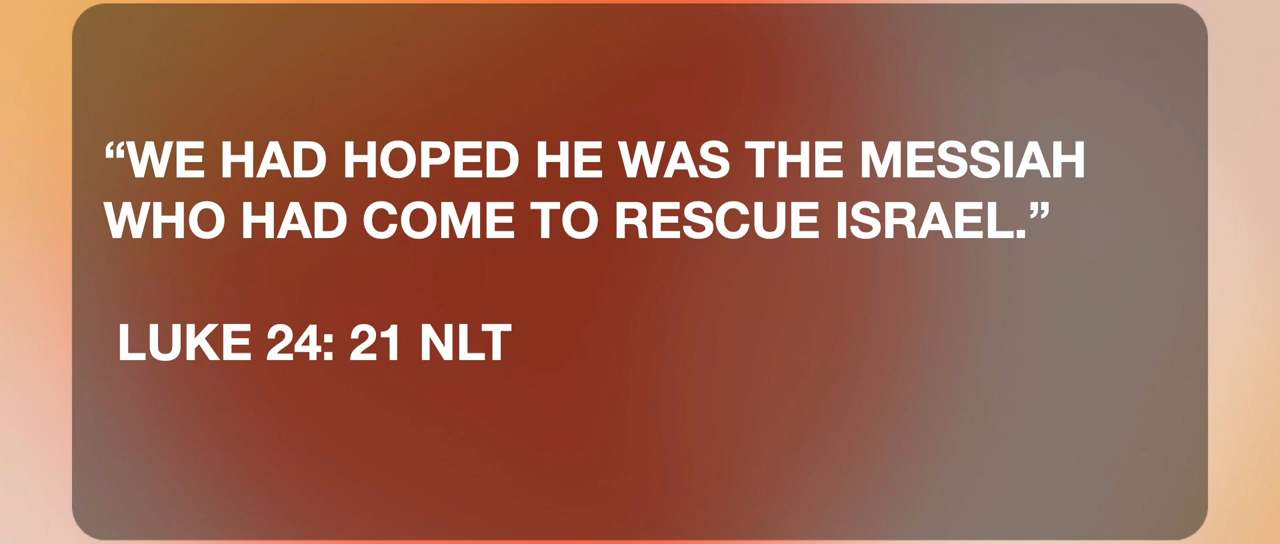 “WE HAD HOPED HE WAS THE MESSIAH
WHO HAD COME TO RESCUE ISRAEL.”
LUKE 24: 21 NLT